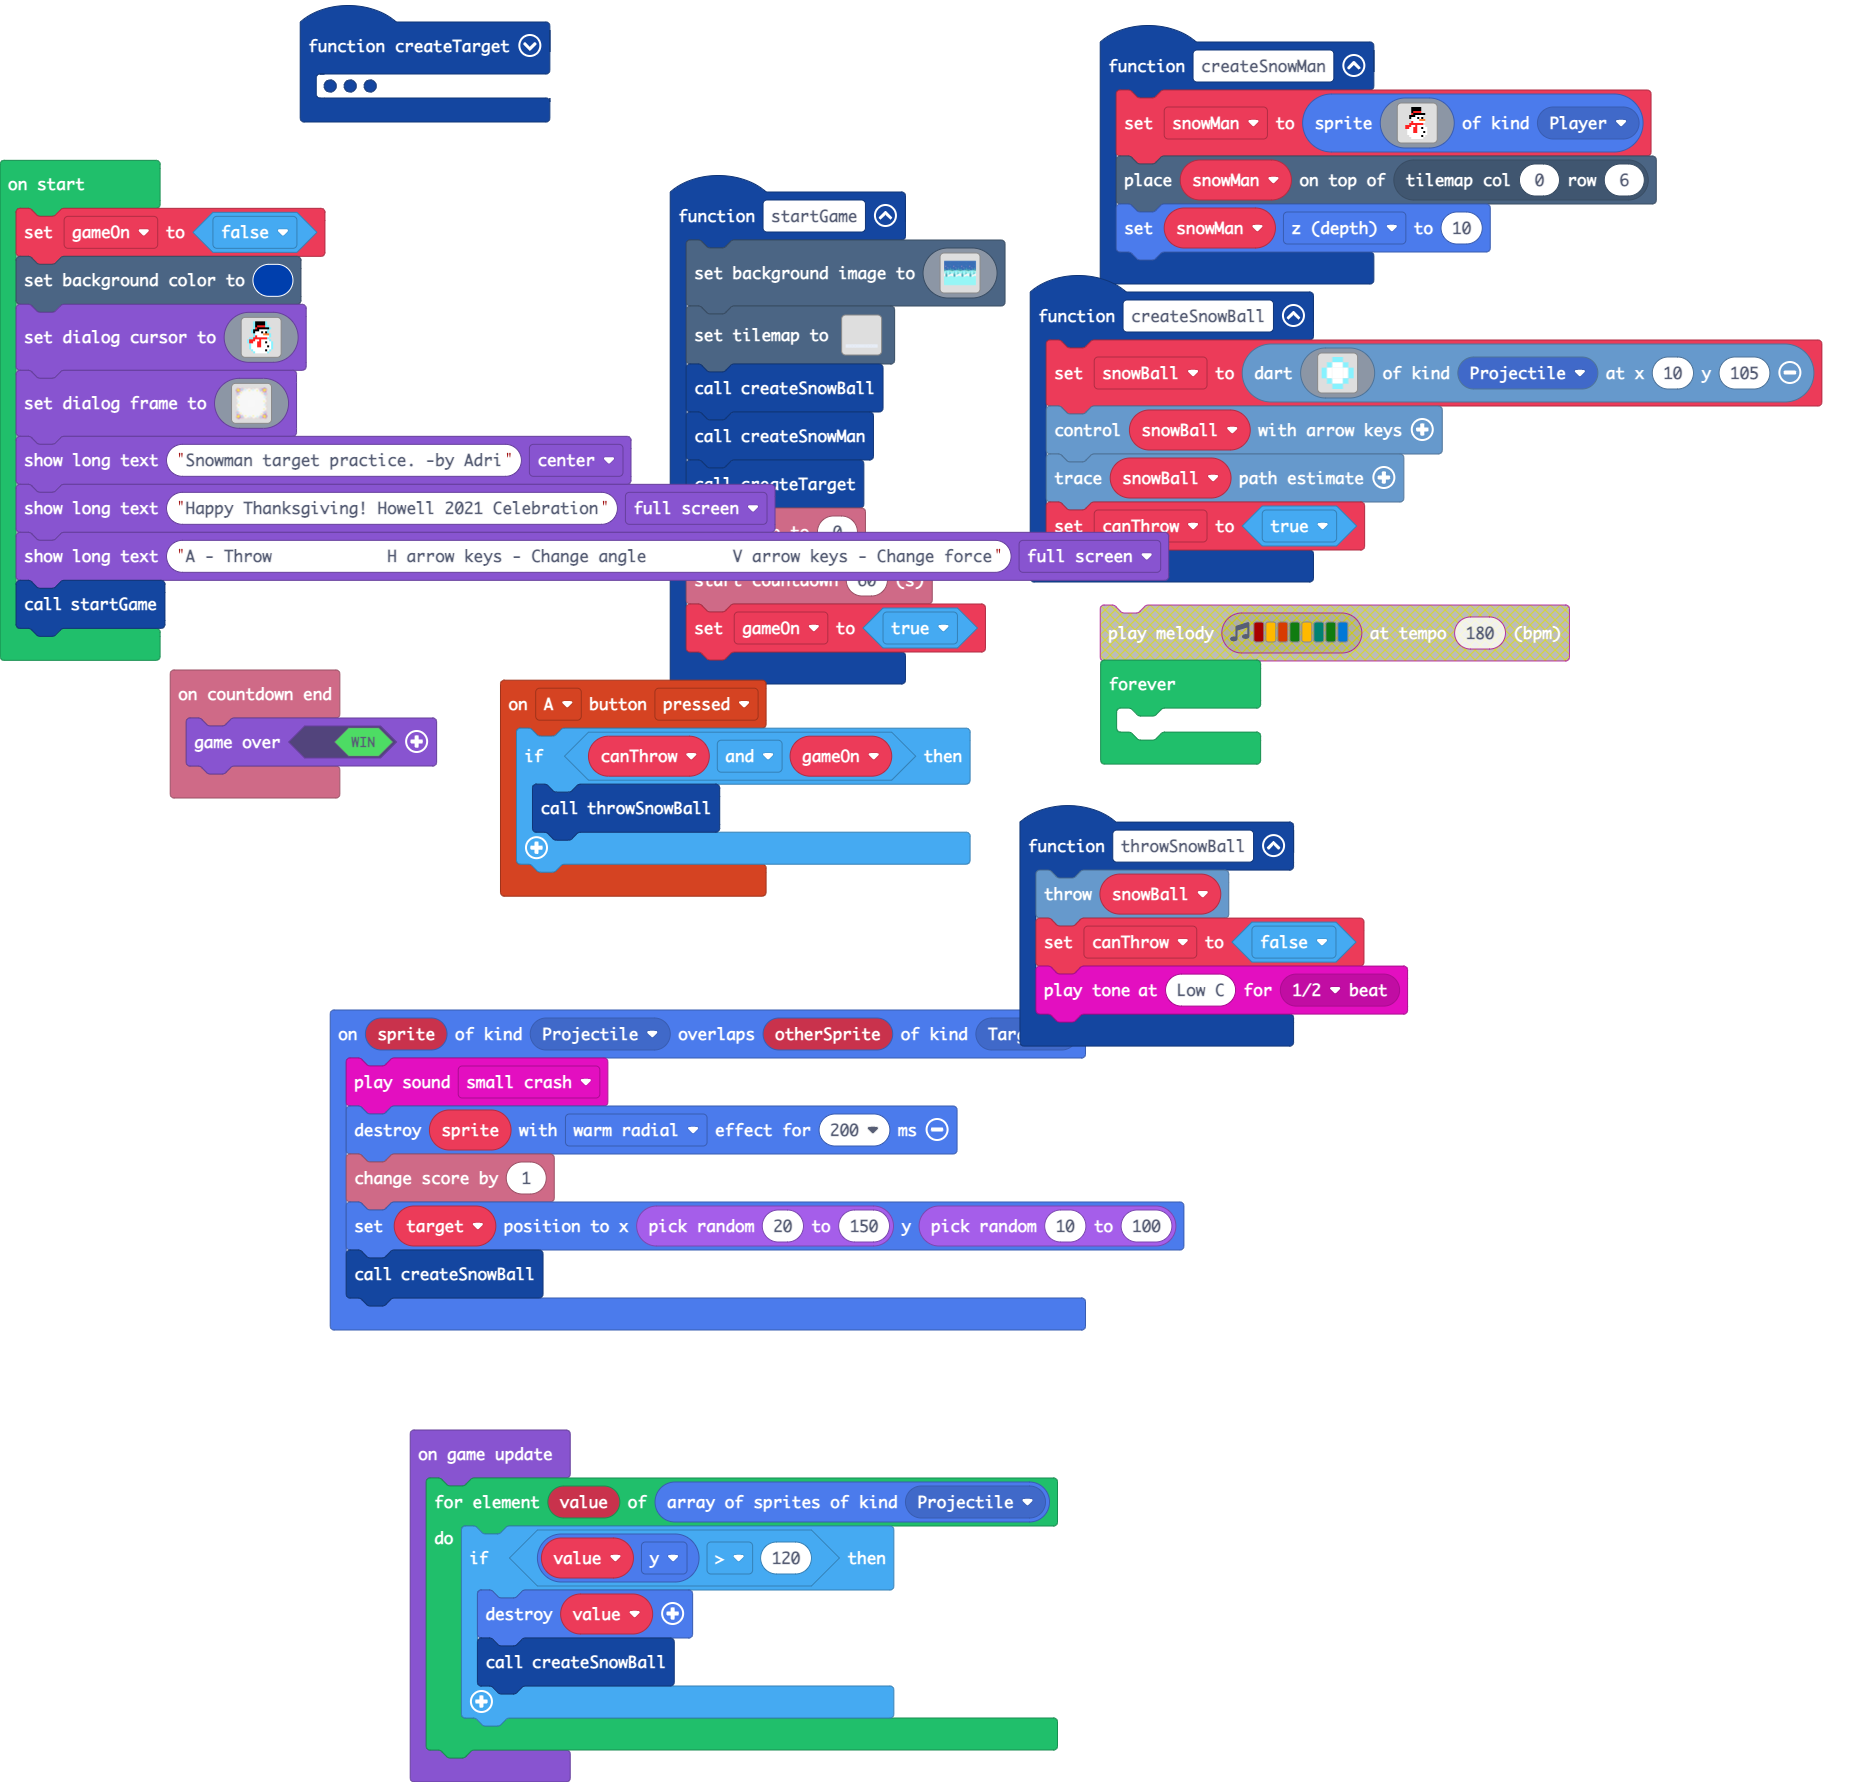 function createTarget
on start
set gameOn to false
set background color to
set dialog cursor to
set dialog frame to
show long text "Snowman target practice. -by Adri" center
show long text "Happy Thanksgiving! Howell 2021 Celebration" full screen
show long text "A - Throw H arrow keys - Change angle V arrow keys - Change force" full screen
call startGame
function startGame
set background image to
set tilemap to
call createSnowBall
call createSnowMan
call createTarget
to 0
start countdown 60 (s)
set gameOn to true
function createSnowMan
set snowMan to sprite of kind Player
place snowMan on top of tilemap col 0 row 6
set snowMan z (depth) to 10
function createSnowBall
set snowBall to dart of kind Projectile at x 10 y 105
control snowBall with arrow keys
trace snowBall path estimate
set canThrow to true
play melody at tempo 180 (bpm)
forever
on countdown end
game over WIN
on A button pressed
if canThrow and gameOn then
call throwSnowBall
function throwSnowBall
throw snowBall
set canThrow to false
play tone at Low C for 1/2 beat
on sprite of kind Projectile overlaps otherSprite of kind
play sound small crash
destroy sprite with warm radial effect for 200 ms
change score by 1
set target position to x pick random 20 to 150 y pick random 10 to 100
call createSnowBall
on game update
for element value of array of sprites of kind Projectile
do
if value y > 120 then
destroy value
call createSnowBall